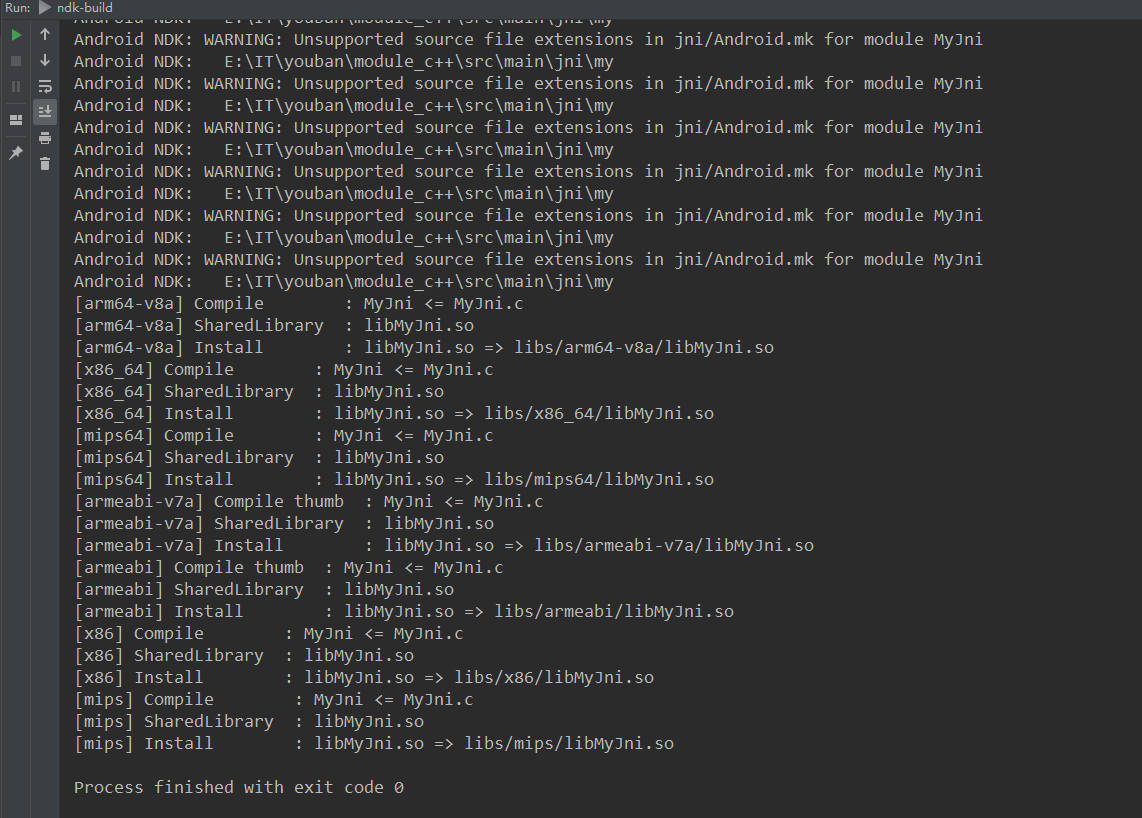 Run: ndk-build
Android NDK:   E:\IT\youban\module_c++\src\main\jni\my
Android NDK: WARNING: Unsupported source file extensions in jni/Android.mk for module MyJni
Android NDK:   E:\IT\youban\module_c++\src\main\jni\my
Android NDK: WARNING: Unsupported source file extensions in jni/Android.mk for module MyJni
Android NDK:   E:\IT\youban\module_c++\src\main\jni\my
Android NDK: WARNING: Unsupported source file extensions in jni/Android.mk for module MyJni
Android NDK:   E:\IT\youban\module_c++\src\main\jni\my
Android NDK: WARNING: Unsupported source file extensions in jni/Android.mk for module MyJni
Android NDK:   E:\IT\youban\module_c++\src\main\jni\my
Android NDK: WARNING: Unsupported source file extensions in jni/Android.mk for module MyJni
Android NDK:   E:\IT\youban\module_c++\src\main\jni\my
Android NDK: WARNING: Unsupported source file extensions in jni/Android.mk for module MyJni
Android NDK:   E:\IT\youban\module_c++\src\main\jni\my
[arm64-v8a] Compile        : MyJni <= MyJni.c
[arm64-v8a] SharedLibrary  : libMyJni.so
[arm64-v8a] Install        : libMyJni.so => libs/arm64-v8a/libMyJni.so
[x86_64] Compile        : MyJni <= MyJni.c
[x86_64] SharedLibrary  : libMyJni.so
[x86_64] Install        : libMyJni.so => libs/x86_64/libMyJni.so
[mips64] Compile        : MyJni <= MyJni.c
[mips64] SharedLibrary  : libMyJni.so
[mips64] Install        : libMyJni.so => libs/mips64/libMyJni.so
[armeabi-v7a] Compile thumb  : MyJni <= MyJni.c
[armeabi-v7a] SharedLibrary  : libMyJni.so
[armeabi-v7a] Install        : libMyJni.so => libs/armeabi-v7a/libMyJni.so
[armeabi] Compile thumb  : MyJni <= MyJni.c
[armeabi] SharedLibrary  : libMyJni.so
[armeabi] Install        : libMyJni.so => libs/armeabi/libMyJni.so
[x86] Compile        : MyJni <= MyJni.c
[x86] SharedLibrary  : libMyJni.so
[x86] Install        : libMyJni.so => libs/x86/libMyJni.so
[mips] Compile        : MyJni <= MyJni.c
[mips] SharedLibrary  : libMyJni.so
[mips] Install        : libMyJni.so => libs/mips/libMyJni.so
Process finished with exit code 0